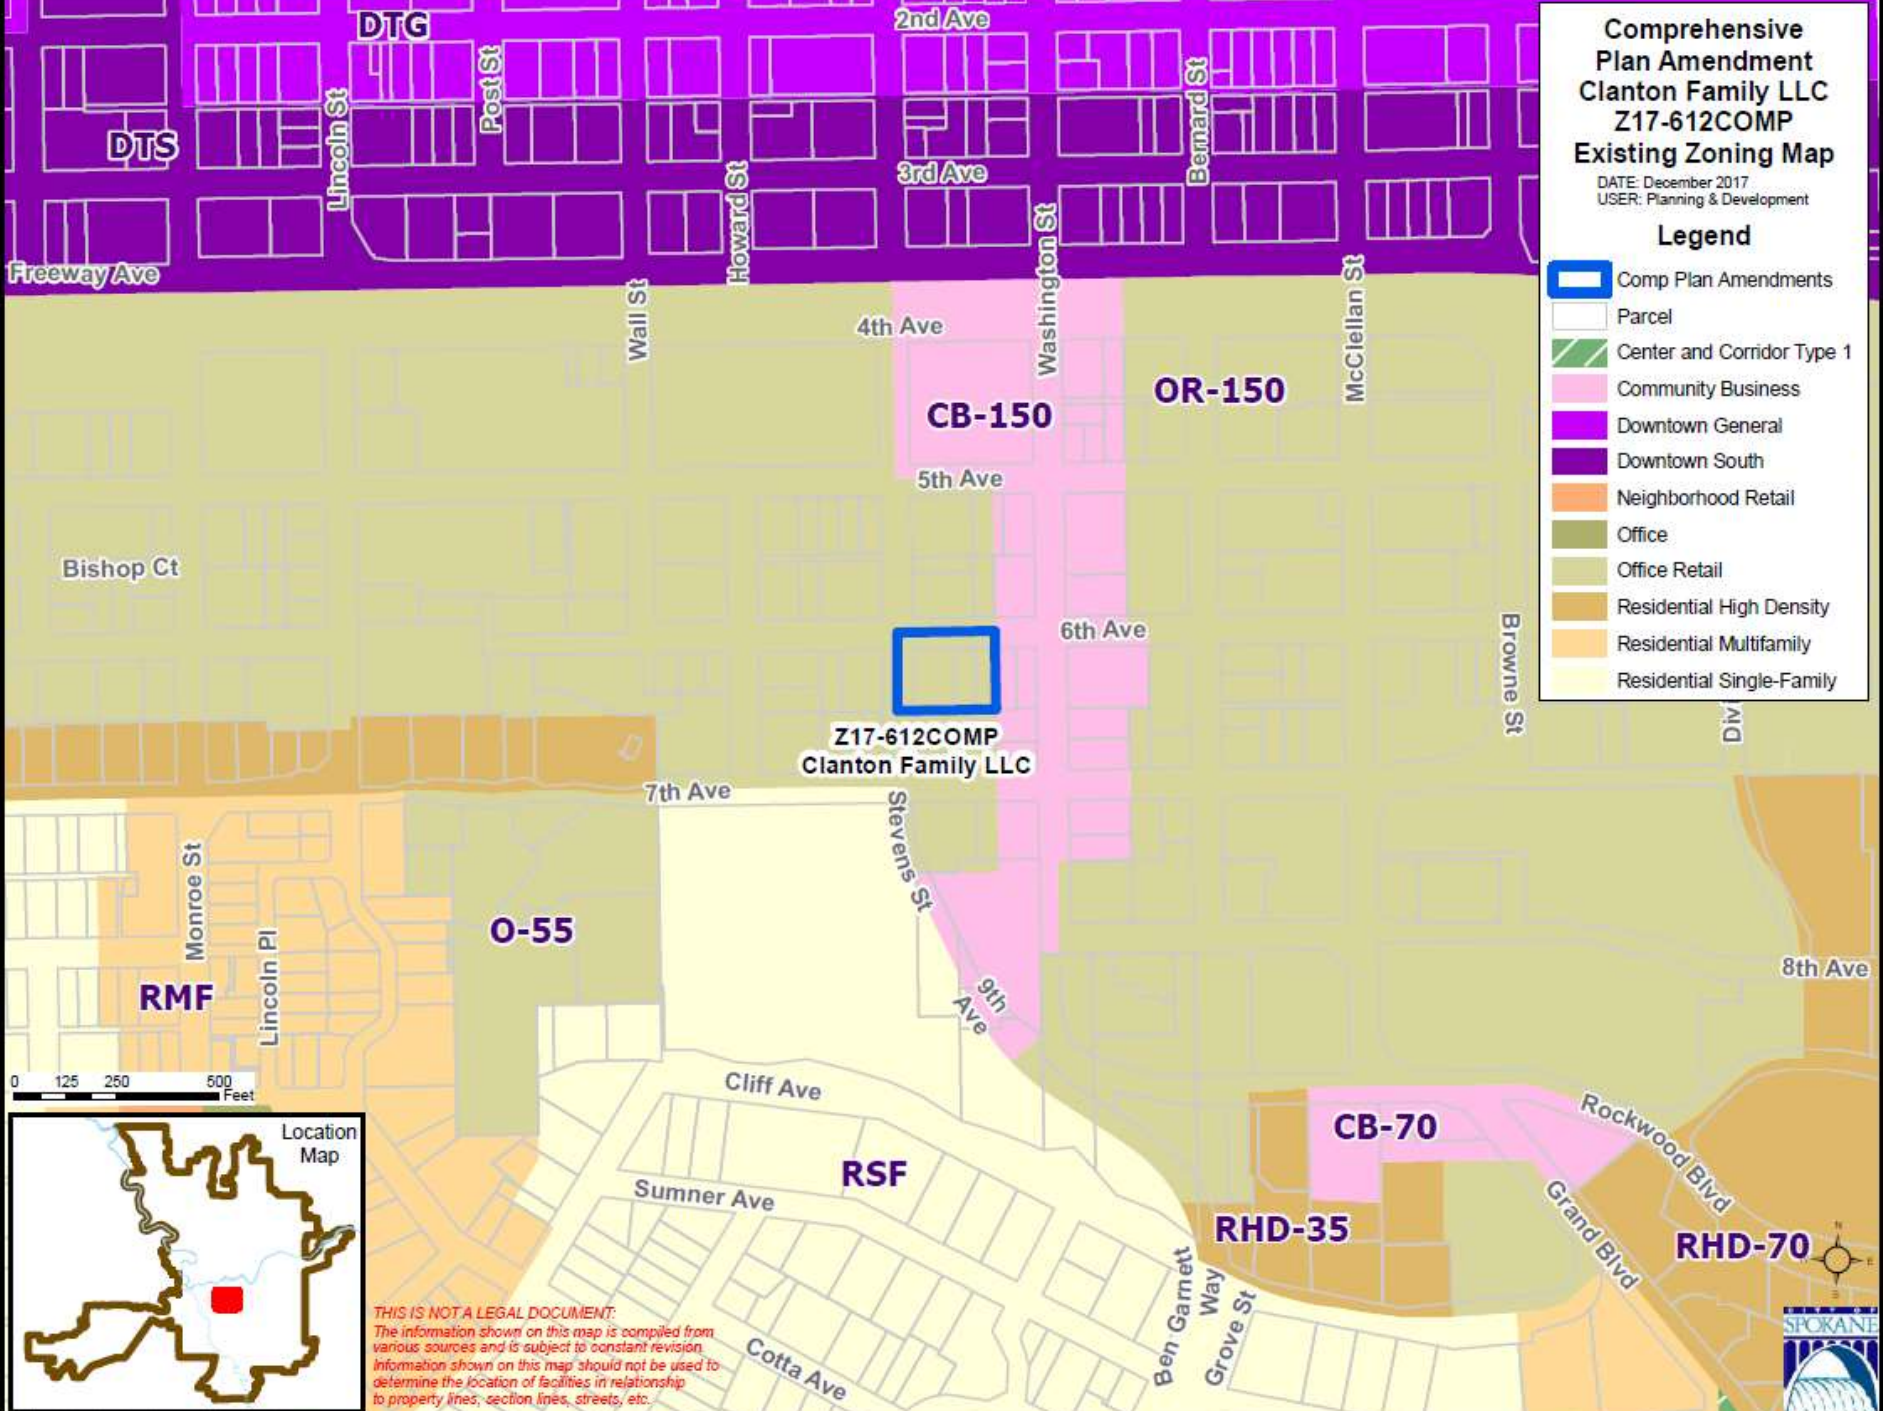 DTG
2nd Ave
Post St
Lincoln St
DTS
Bernard St
3rd Ave
Howard St
Washington St
Freeway Ave
Wall St
4th Ave
McClellan St
CB-150
OR-150
5th Ave
Bishop Ct
6th Ave
Browne St
Z17-612COMP
Clanton Family LLC
Divi
7th Ave
Stevens St
Monroe St
O-55
Lincoln Pl
RMF
9th
Ave
8th Ave
Cliff Ave
CB-70
Rockwood Blvd
RSF
Sumner Ave
Grand Blvd
RHD-35
RHD-70
Ben Garnett
Way
Grove St
Cotta Ave
Comprehensive
Plan Amendment
Clanton Family LLC
Z17-612COMP
Existing Zoning Map
DATE: December 2017
USER: Planning & Development
Legend
Comp Plan Amendments
Parcel
Center and Corridor Type 1
Community Business
Downtown General
Downtown South
Neighborhood Retail
Office
Office Retail
Residential High Density
Residential Multifamily
Residential Single-Family
0 125 250 500
Feet
Location
Map
THIS IS NOT A LEGAL DOCUMENT:
The information shown on this map is compiled from
various sources and is subject to constant revision.
Information shown on this map should not be used to
determine the location of facilities in relationship
to property lines, section lines, streets, etc.
N
E
S
CITY OF
SPOKANE